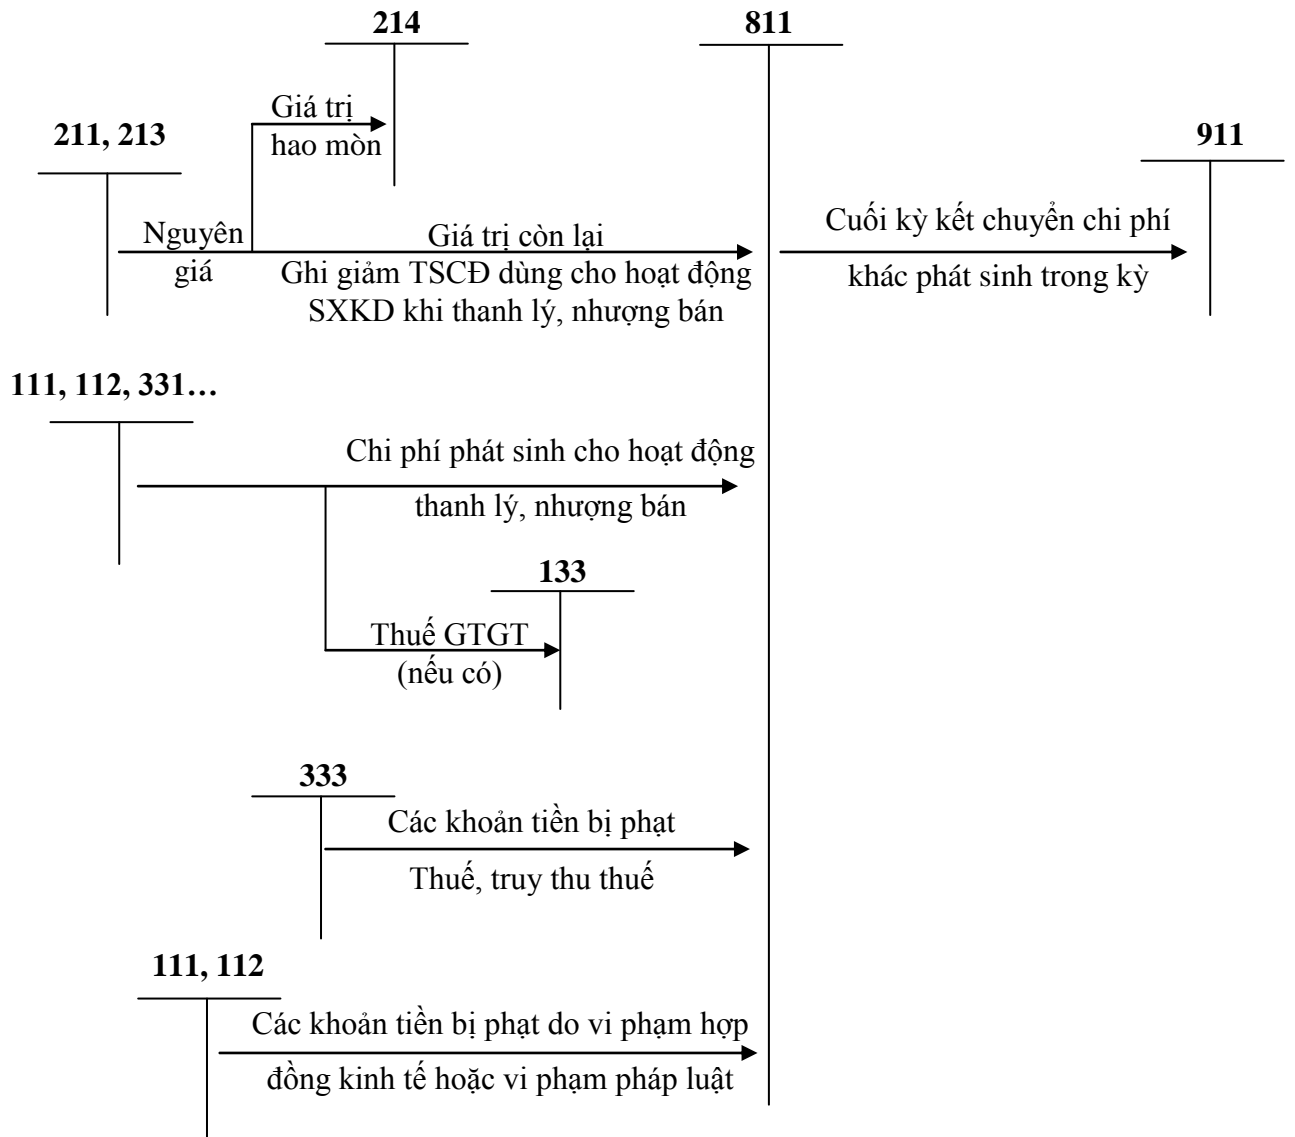 214
811
Giá trị
hao mòn
211, 213
911
Nguyên
giá
Giá trị còn lại
Ghi giảm TSCĐ dùng cho hoạt động
SXKD khi thanh lý, nhượng bán
Cuối kỳ kết chuyển chi phí
khác phát sinh trong kỳ
111, 112, 331…
Chi phí phát sinh cho hoạt động
thanh lý, nhượng bán
133
Thuế GTGT
(nếu có)
333
Các khoản tiền bị phạt
Thuế, truy thu thuế
111, 112
Các khoản tiền bị phạt do vi phạm hợp
đồng kinh tế hoặc vi phạm pháp luật